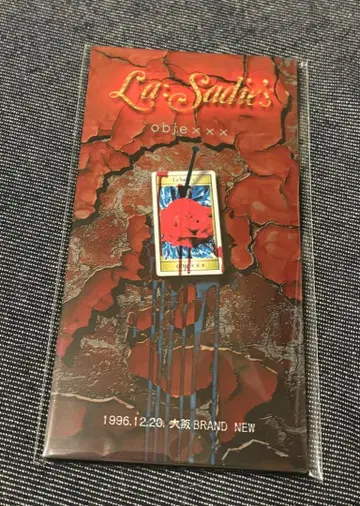 La:Sadie's
obje×××
1996.12.20. 大阪 BRAND NEW